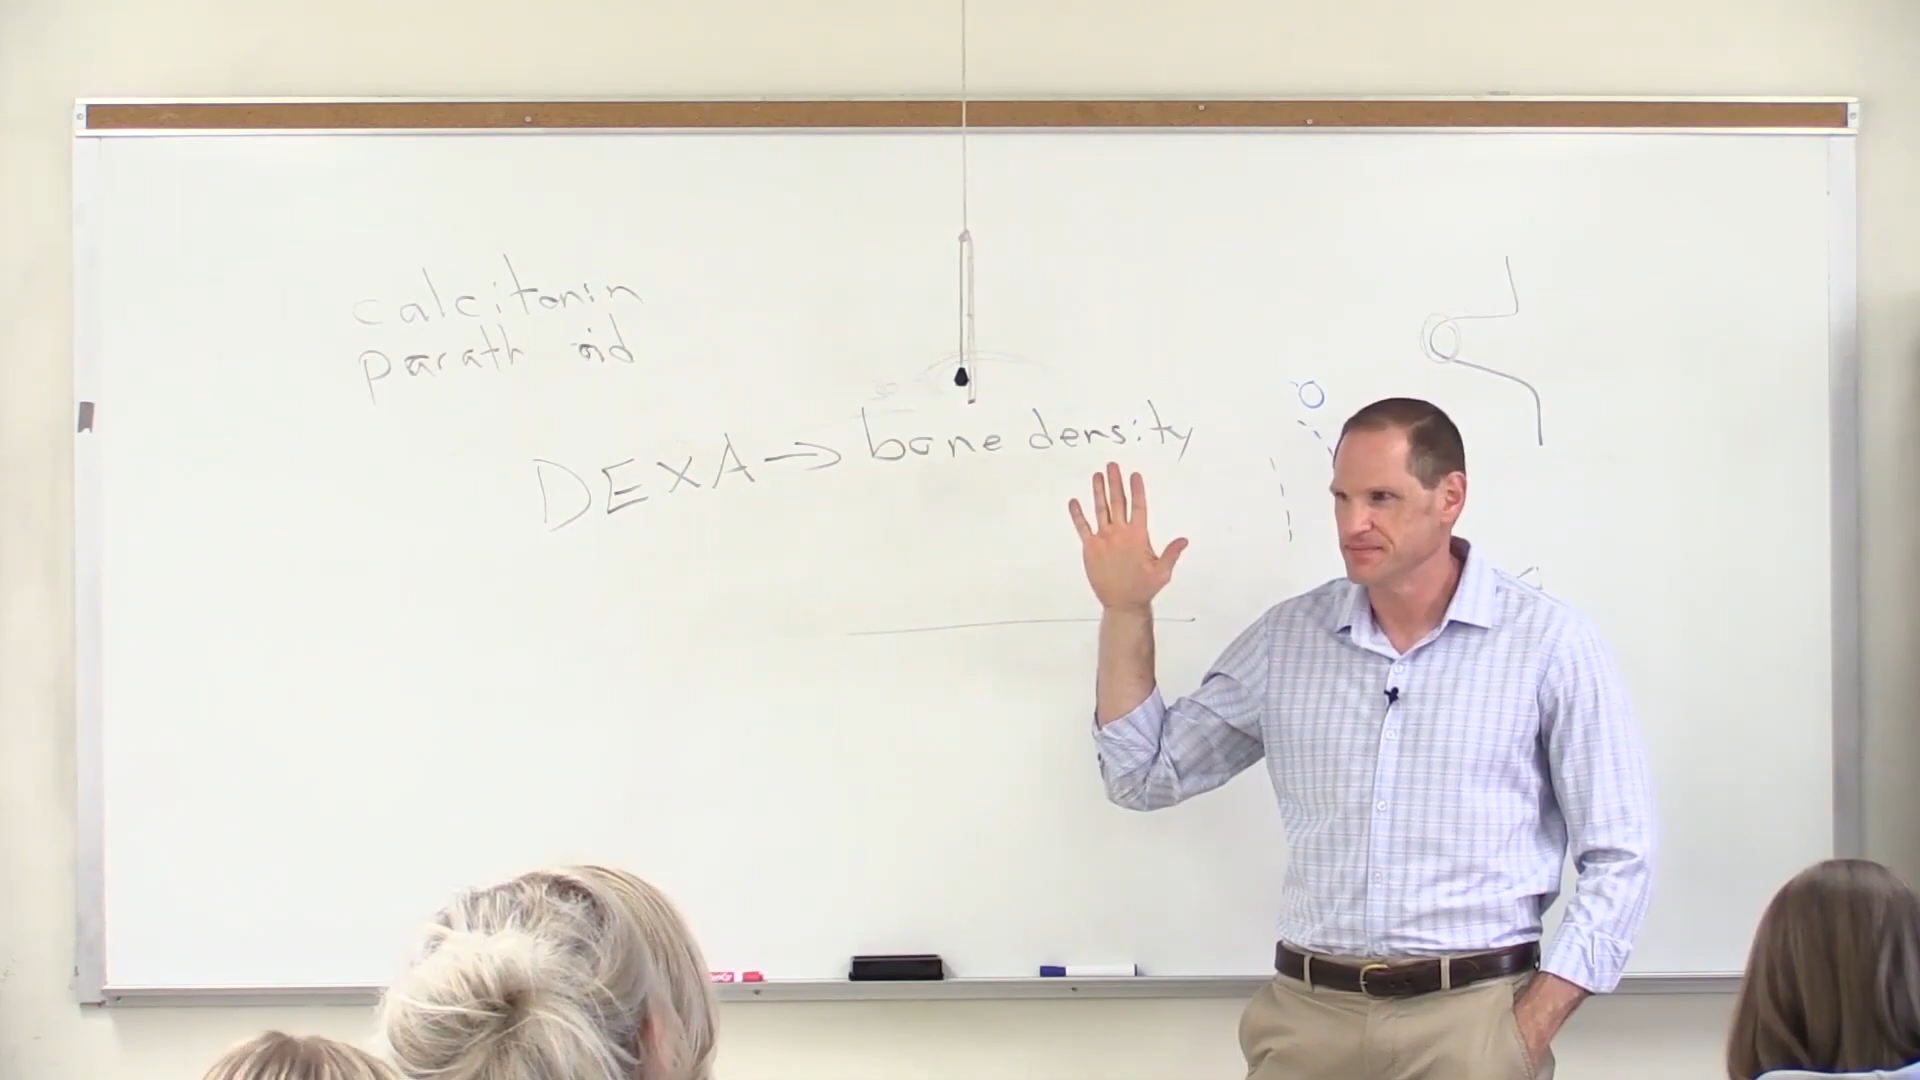 calcitonin
parath oid
DEXA → bone density